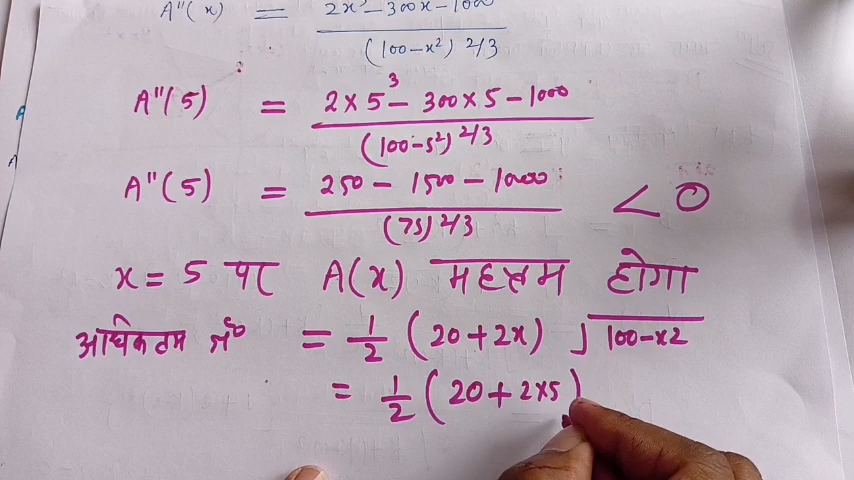 A"(x) = 2x³ - 300x - 1000
(100-x²) 2/3
A"(5) = 2 × 5³ - 300 × 5 - 1000
(100-5²) 2/3
A"(5) = 250 - 1500 - 1000 < 0
(75) 2/3
x = 5 पर A(x) महत्तम होगा
अधिकतम = 1/2 (20+2x) √100-x2
= 1/2 (20+2×5)